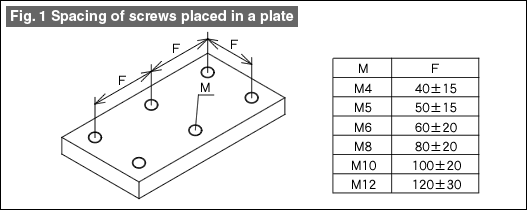 Fig. 1 Spacing of screws placed in a plate
F
F
F
M
M F
M4 40±15
M5 50±15
M6 60±20
M8 80±20
M10 100±20
M12 120±30